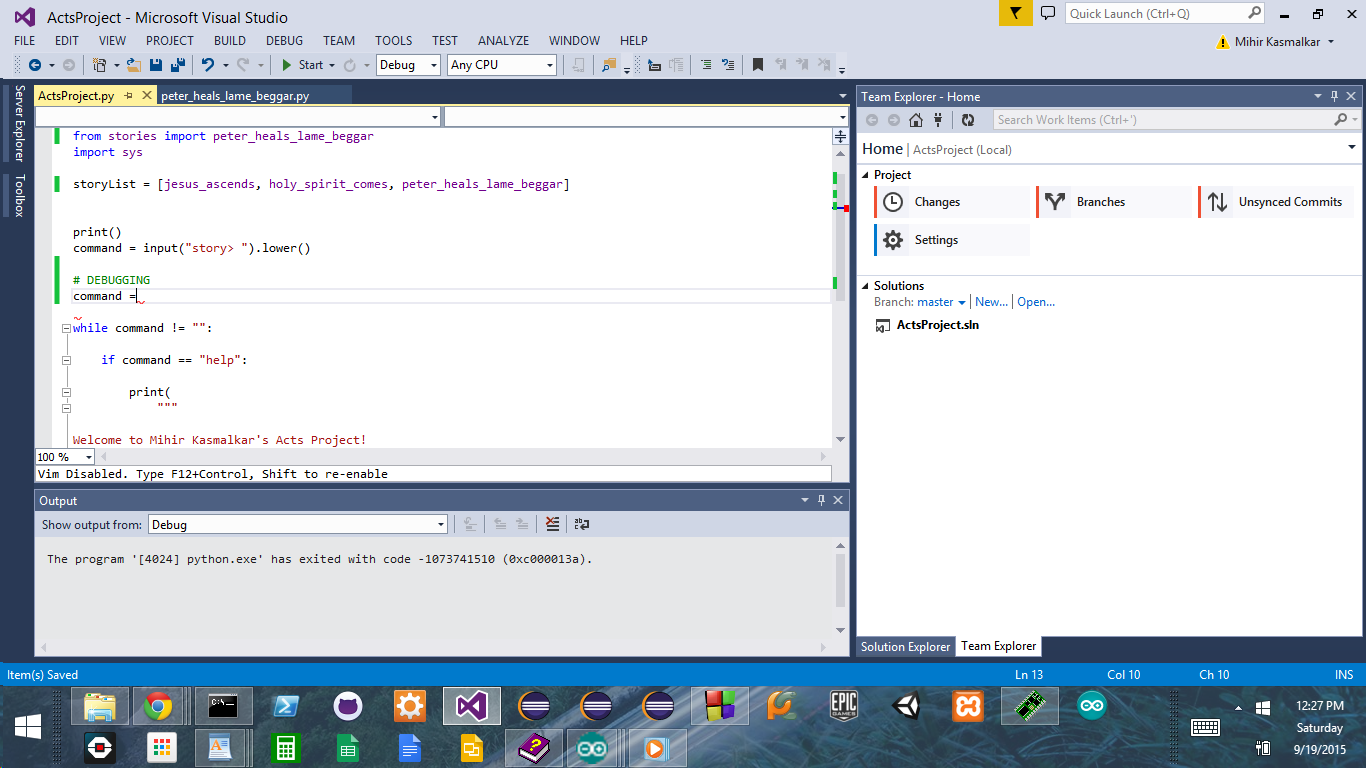 ActsProject - Microsoft Visual Studio
Quick Launch (Ctrl+Q)
FILE EDIT VIEW PROJECT BUILD DEBUG TEAM TOOLS TEST ANALYZE WINDOW HELP
Mihir Kasmalkar
Start Debug Any CPU
Server Explorer
Toolbox
ActsProject.py peter_heals_lame_beggar.py
from stories import peter_heals_lame_beggar
import sys
storyList = [jesus_ascends, holy_spirit_comes, peter_heals_lame_beggar]
print()
command = input("story> ").lower()
# DEBUGGING
command =
while command != "":
if command == "help":
print(
"""
Welcome to Mihir Kasmalkar's Acts Project!
100 %
Vim Disabled. Type F12+Control, Shift to re-enable
Output
Show output from: Debug
The program '[4024] python.exe' has exited with code -1073741510 (0xc000013a).
Team Explorer - Home
Search Work Items (Ctrl+')
Home | ActsProject (Local)
Project
Changes
Branches
Unsynced Commits
Settings
Solutions
Branch: master | New... | Open...
ActsProject.sln
Solution Explorer Team Explorer
Item(s) Saved
Ln 13 Col 10 Ch 10 INS
C:\_
EPIC
GAMES
12:27 PM
Saturday
9/19/2015